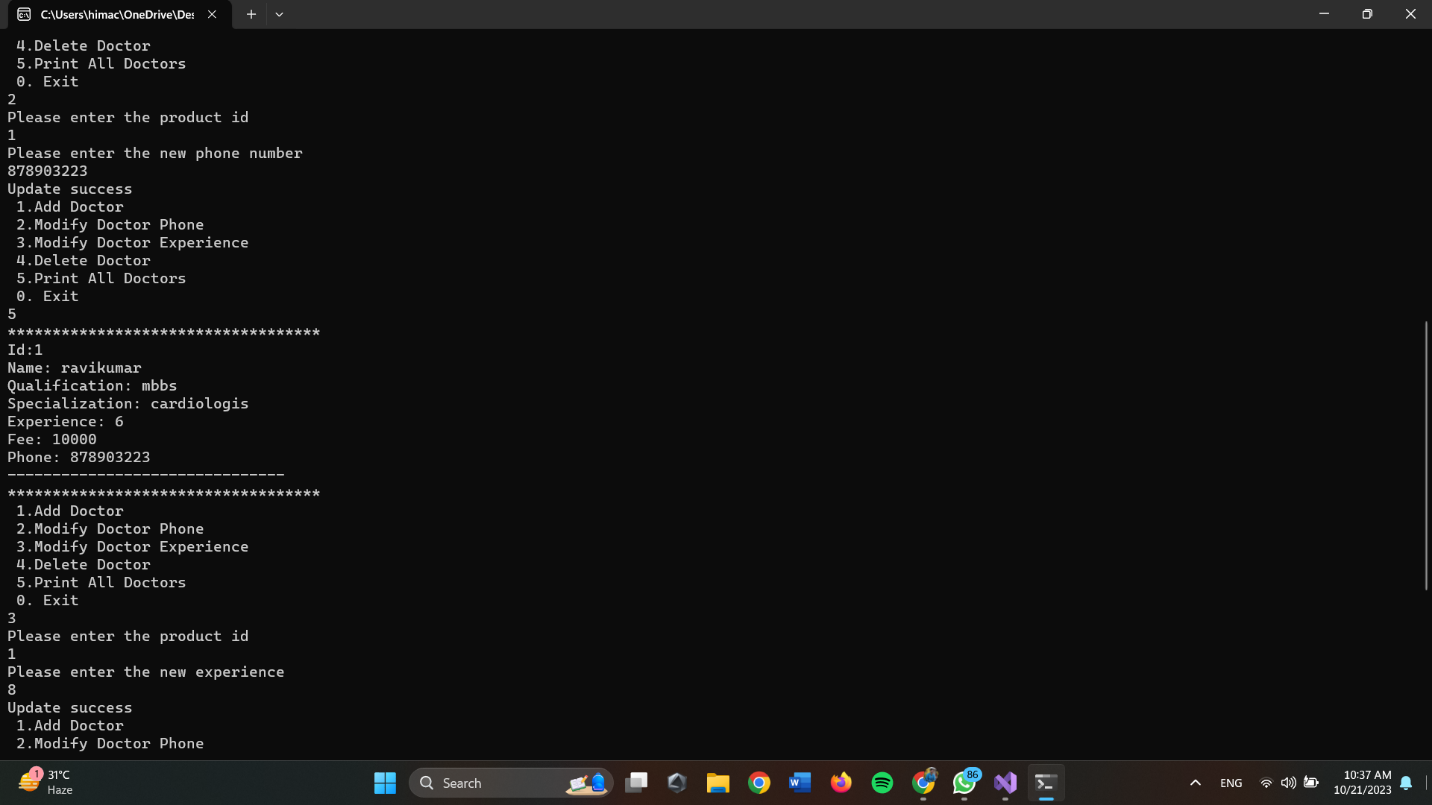 C:\Users\himac\OneDrive\Des
4.Delete Doctor
5.Print All Doctors
0. Exit
2
Please enter the product id
1
Please enter the new phone number
878903223
Update success
1.Add Doctor
2.Modify Doctor Phone
3.Modify Doctor Experience
4.Delete Doctor
5.Print All Doctors
0. Exit
5
***********************************
Id:1
Name: ravikumar
Qualification: mbbs
Specialization: cardiologis
Experience: 6
Fee: 10000
Phone: 878903223
-------------------------------
***********************************
1.Add Doctor
2.Modify Doctor Phone
3.Modify Doctor Experience
4.Delete Doctor
5.Print All Doctors
0. Exit
3
Please enter the product id
1
Please enter the new experience
8
Update success
1.Add Doctor
2.Modify Doctor Phone
1
31°C
Haze
Search
86
ENG
10:37 AM
10/21/2023